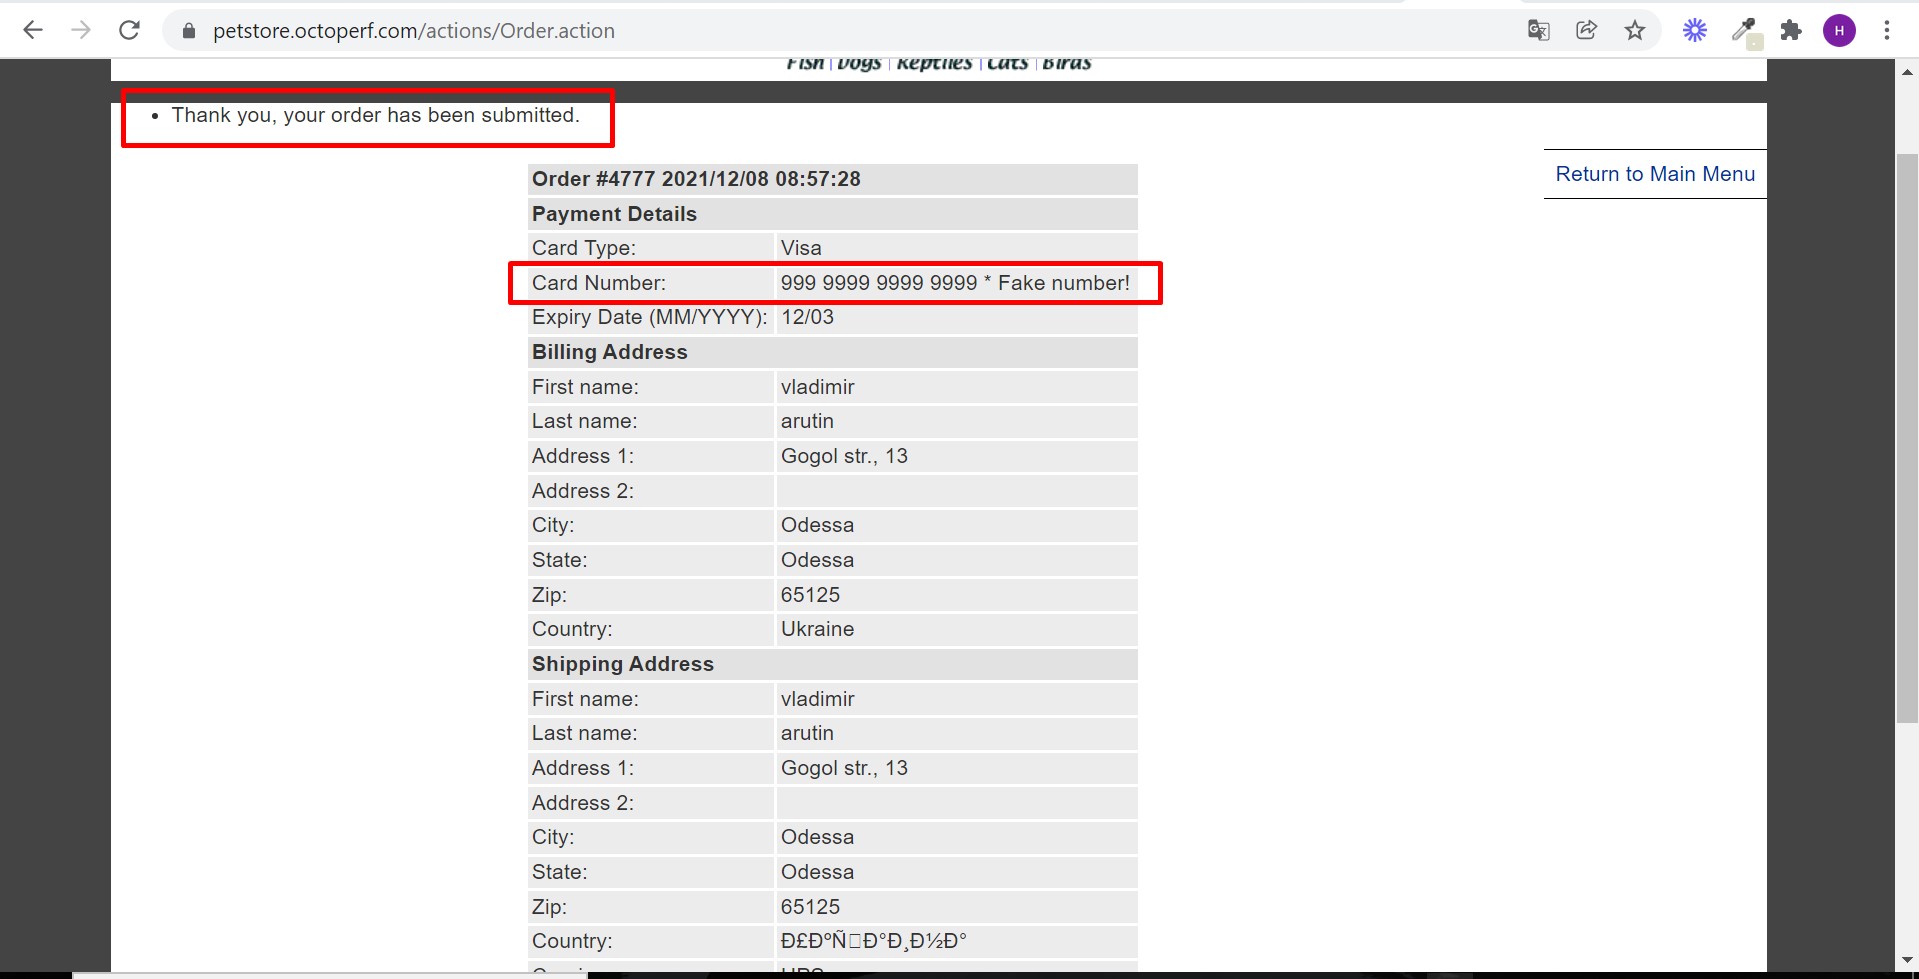 petstore.octoperf.com/actions/Order.action
H
Fish | Dogs | Reptiles | Cats | Birds
• Thank you, your order has been submitted.
Return to Main Menu
Order #4777 2021/12/08 08:57:28
Payment Details
Card Type: Visa
Card Number: 999 9999 9999 9999 * Fake number!
Expiry Date (MM/YYYY): 12/03
Billing Address
First name: vladimir
Last name: arutin
Address 1: Gogol str., 13
Address 2:
City: Odessa
State: Odessa
Zip: 65125
Country: Ukraine
Shipping Address
First name: vladimir
Last name: arutin
Address 1: Gogol str., 13
Address 2:
City: Odessa
State: Odessa
Zip: 65125
Country: Ð£ÐºÑ□Ð°Ð¸Ð½Ð°